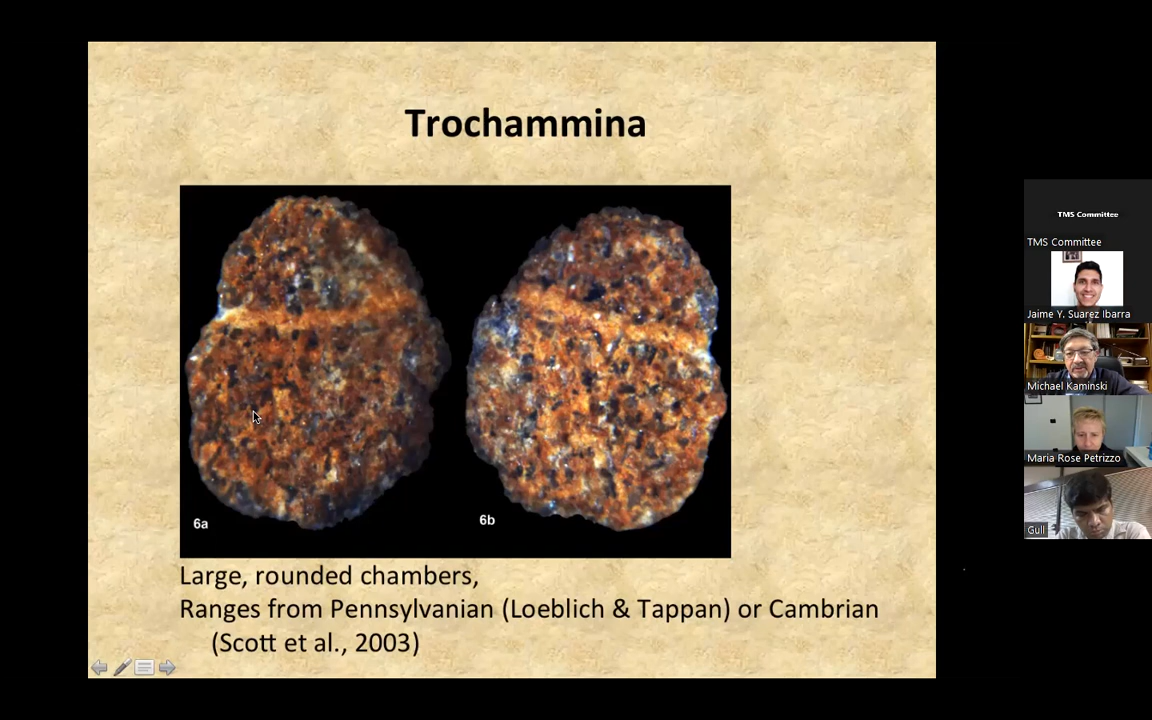 Trochammina
6a
6b
Large, rounded chambers,
Ranges from Pennsylvanian (Loeblich & Tappan) or Cambrian
(Scott et al., 2003)
TMS Committee
TMS Committee
Jaime Y. Suarez Ibarra
Michael Kaminski
Maria Rose Petrizzo
Gull